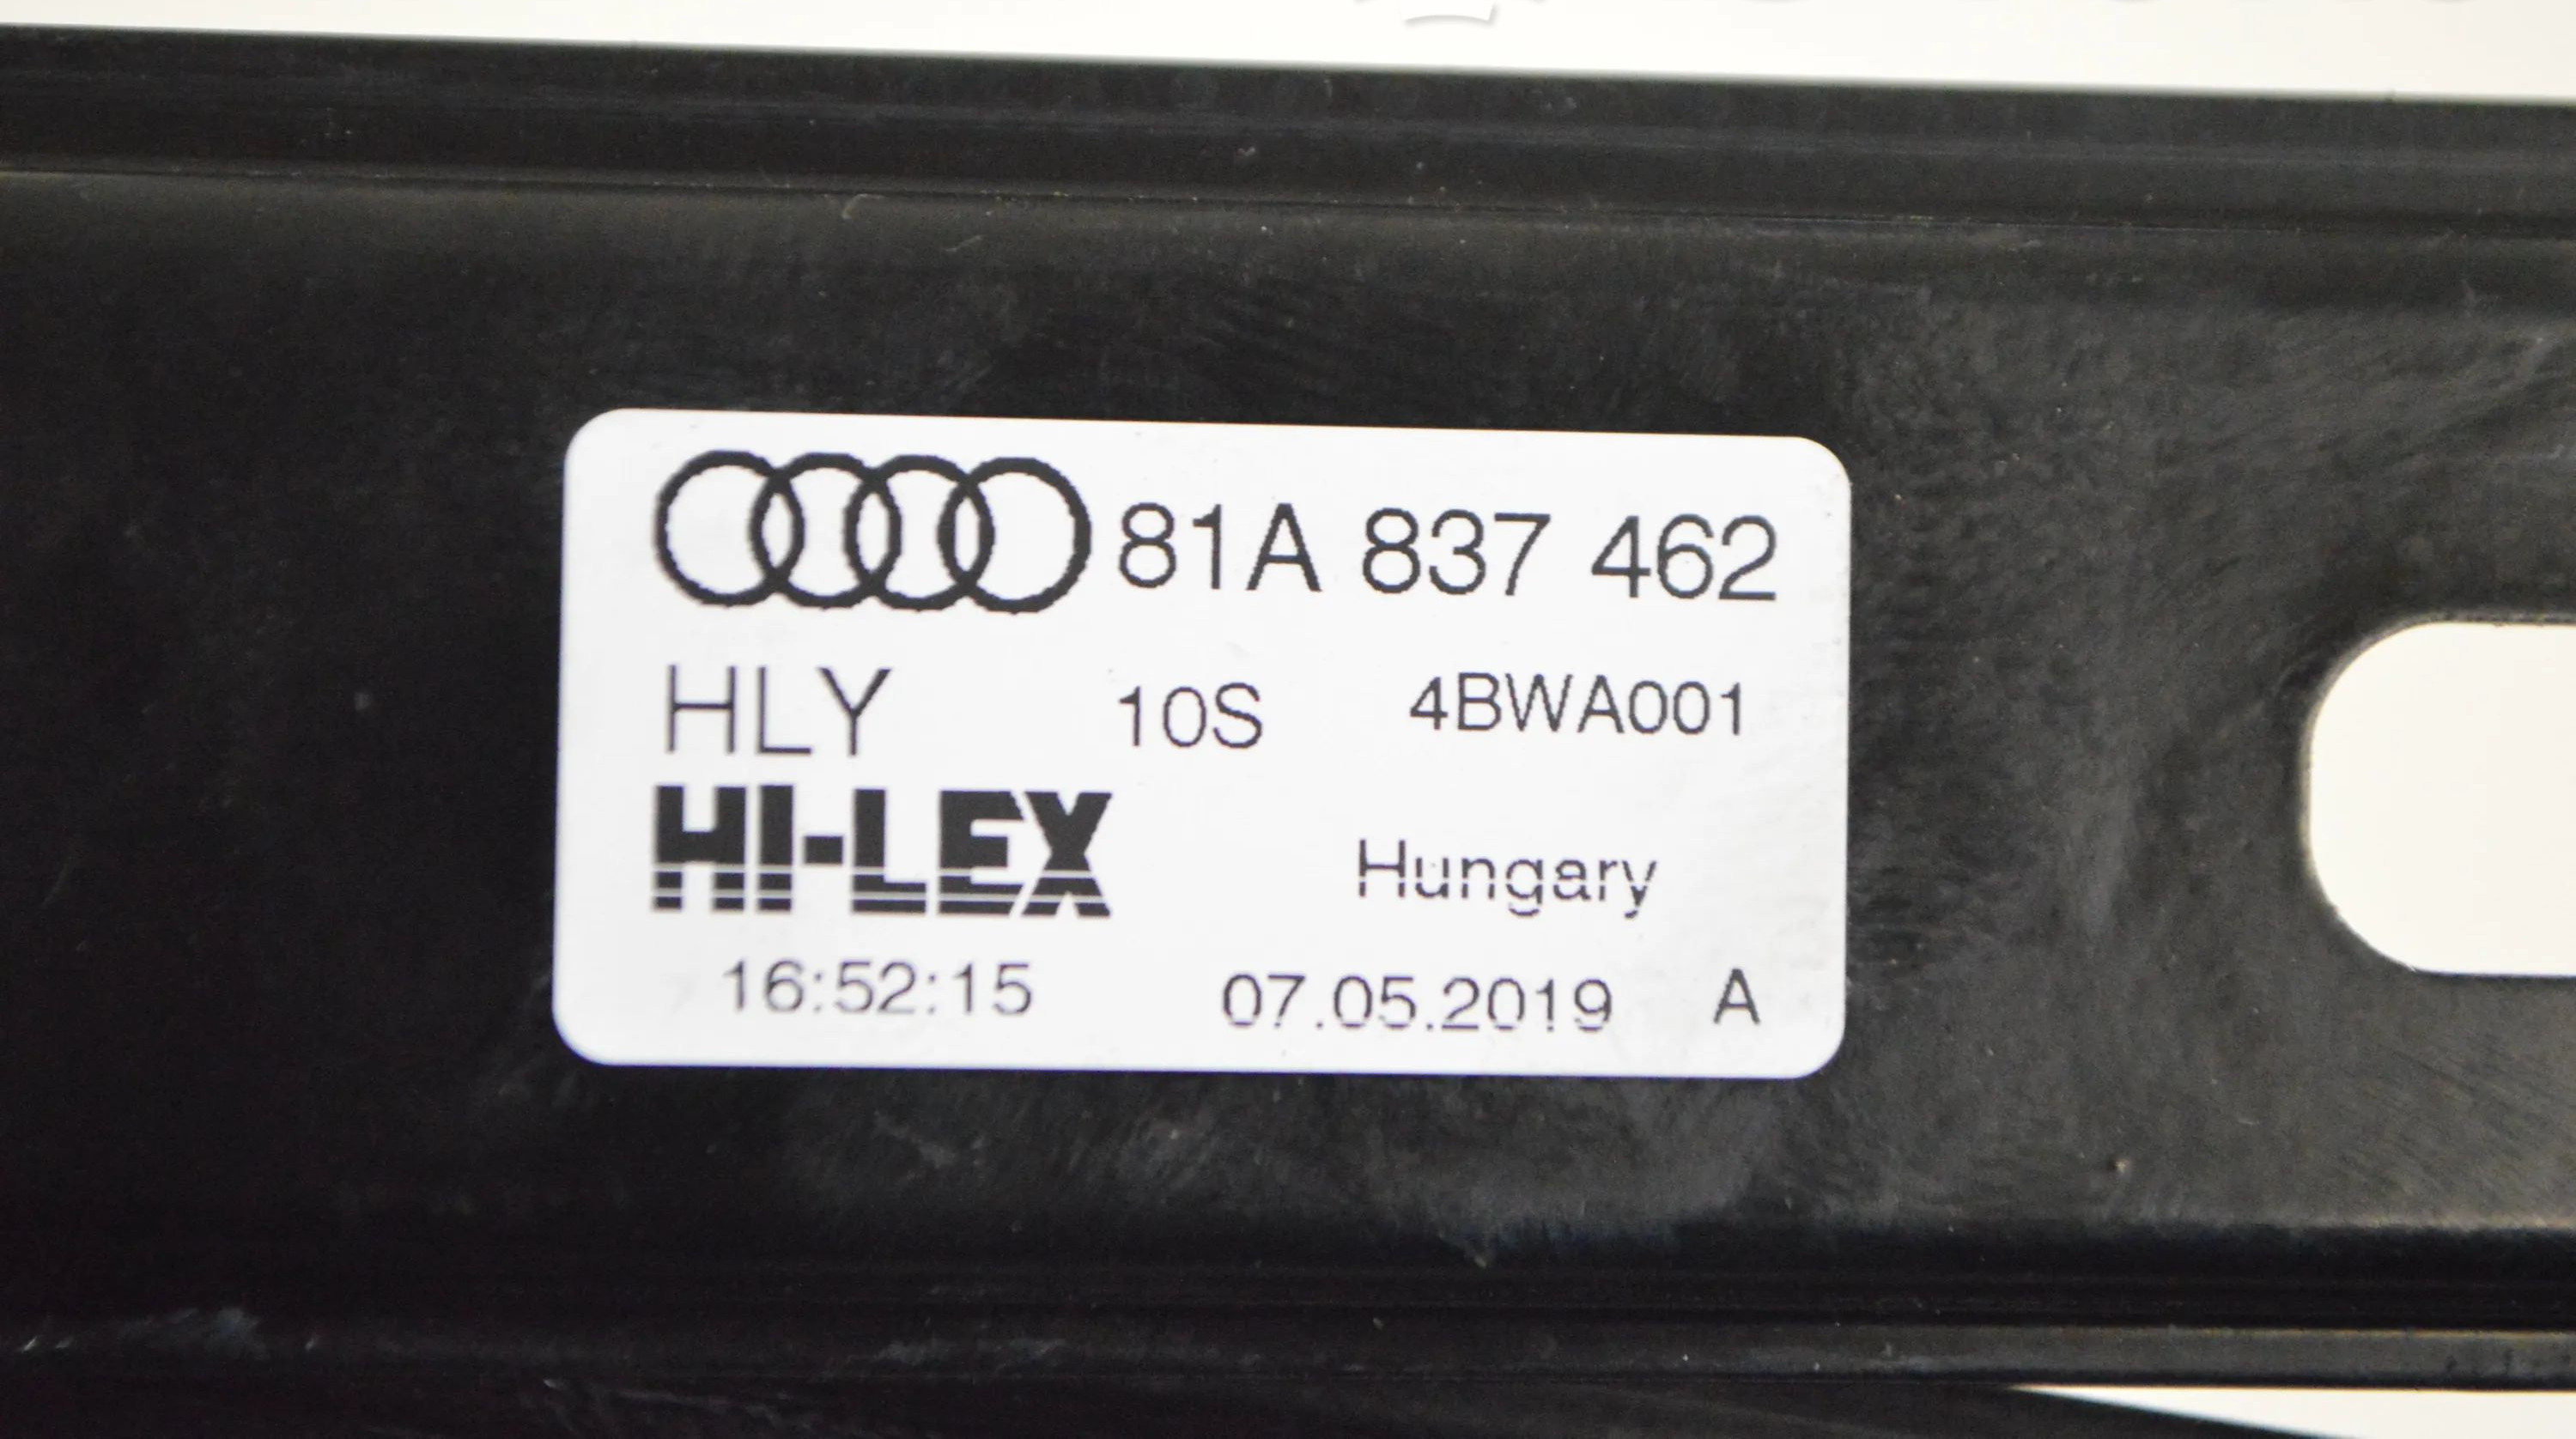 81A 837 462
HLY 10S 4BWA001
HI-LEX Hungary
16:52:15 07.05.2019 A